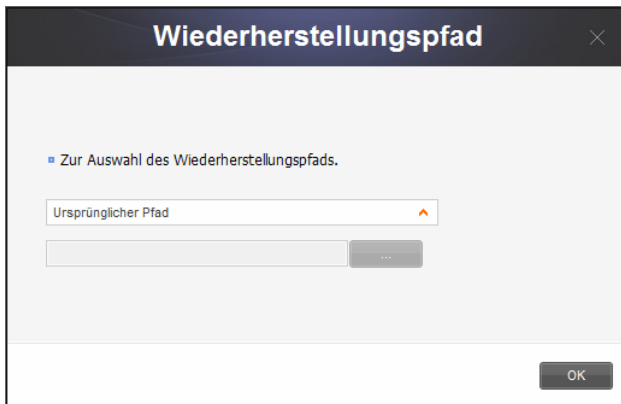 Wiederherstellungspfad
Zur Auswahl des Wiederherstellungspfads.
Ursprünglicher Pfad
...
OK